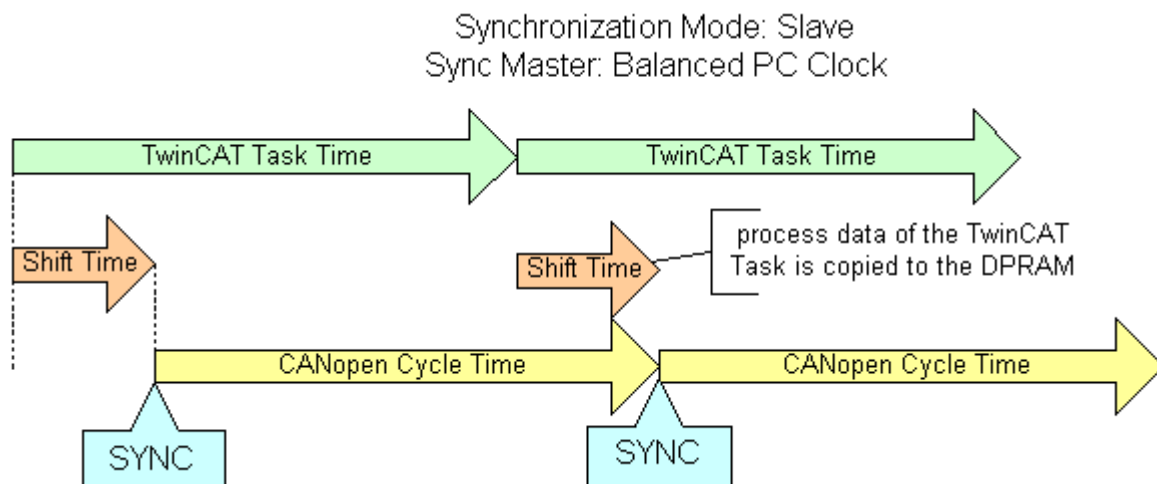 Synchronization Mode: Slave
Sync Master: Balanced PC Clock
TwinCAT Task Time
TwinCAT Task Time
Shift Time
Shift Time
process data of the TwinCAT
Task is copied to the DPRAM
CANopen Cycle Time
CANopen Cycle Time
SYNC
SYNC